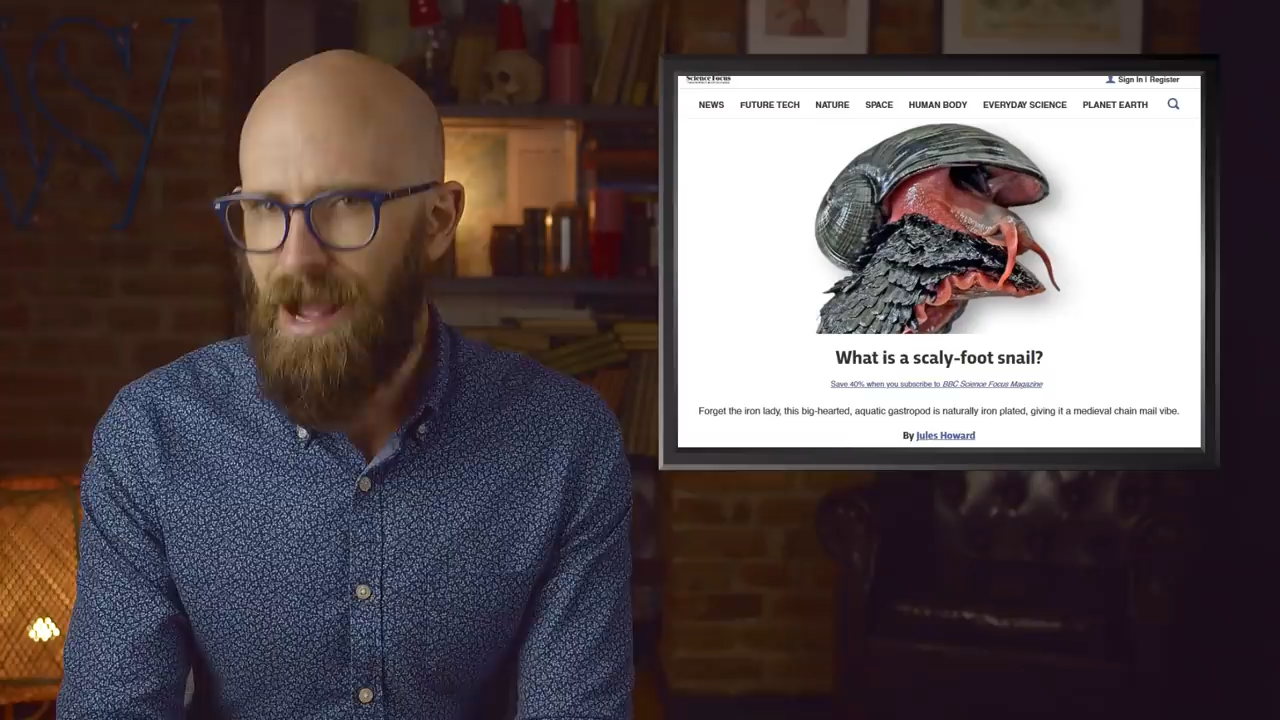 Science Focus
Sign In | Register
NEWS FUTURE TECH NATURE SPACE HUMAN BODY EVERYDAY SCIENCE PLANET EARTH
What is a scaly-foot snail?
Save 40% when you subscribe to BBC Science Focus Magazine
Forget the iron lady, this big-hearted, aquatic gastropod is naturally iron plated, giving it a medieval chain mail vibe.
By Jules Howard